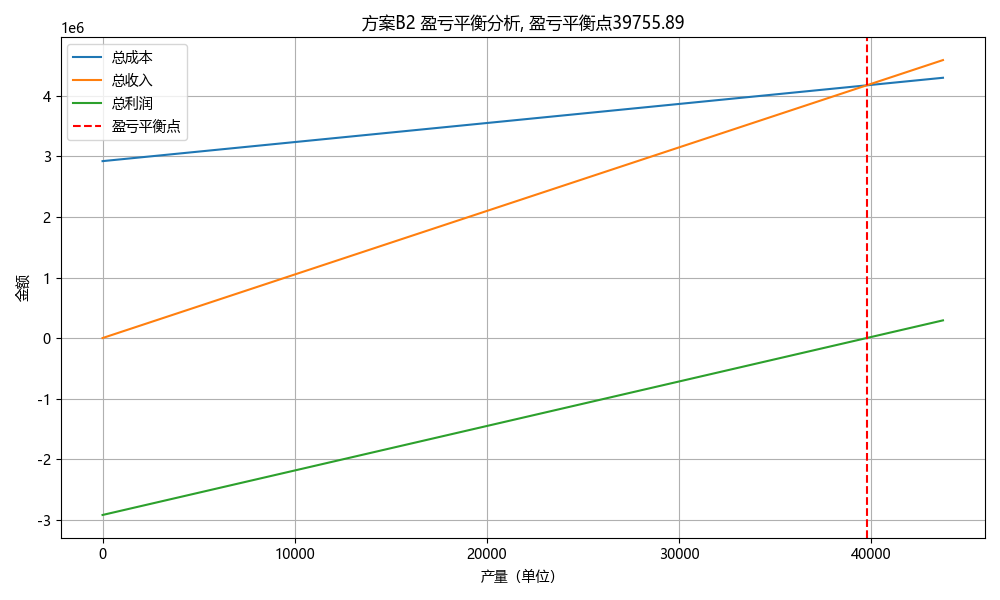 方案B2 盈亏平衡分析, 盈亏平衡点39755.89
1e6
总成本
总收入
总利润
盈亏平衡点
4
3
2
1
0
-1
-2
-3
金额
0 10000 20000 30000 40000
产量（单位）